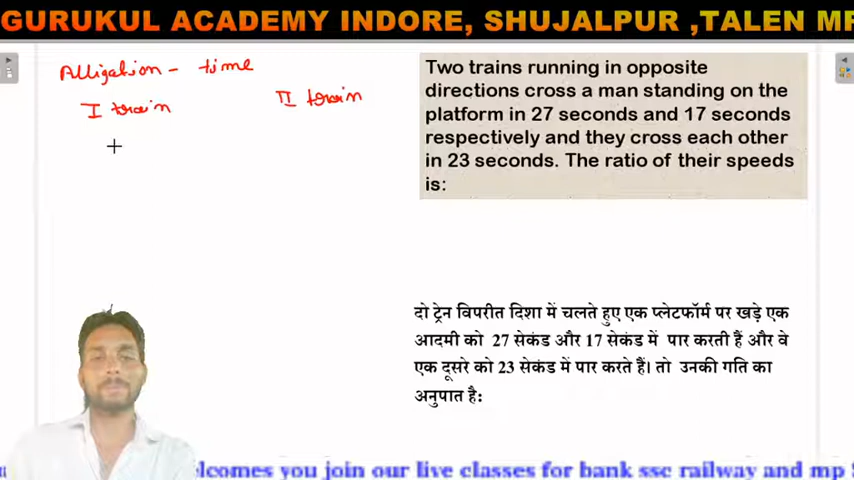 GURUKUL ACADEMY INDORE, SHUJALPUR ,TALEN MP
Alligation - time
I train
II train
Two trains running in opposite
directions cross a man standing on the
platform in 27 seconds and 17 seconds
respectively and they cross each other
in 23 seconds. The ratio of their speeds
is:
दो ट्रेन विपरीत दिशा में चलते हुए एक प्लेटफॉर्म पर खड़े एक
आदमी को 27 सेकंड और 17 सेकंड में पार करती हैं और वे
एक दूसरे को 23 सेकंड में पार करते हैं। तो उनकी गति का
अनुपात है:
elcomes you join our live classes for bank ssc railway and mp